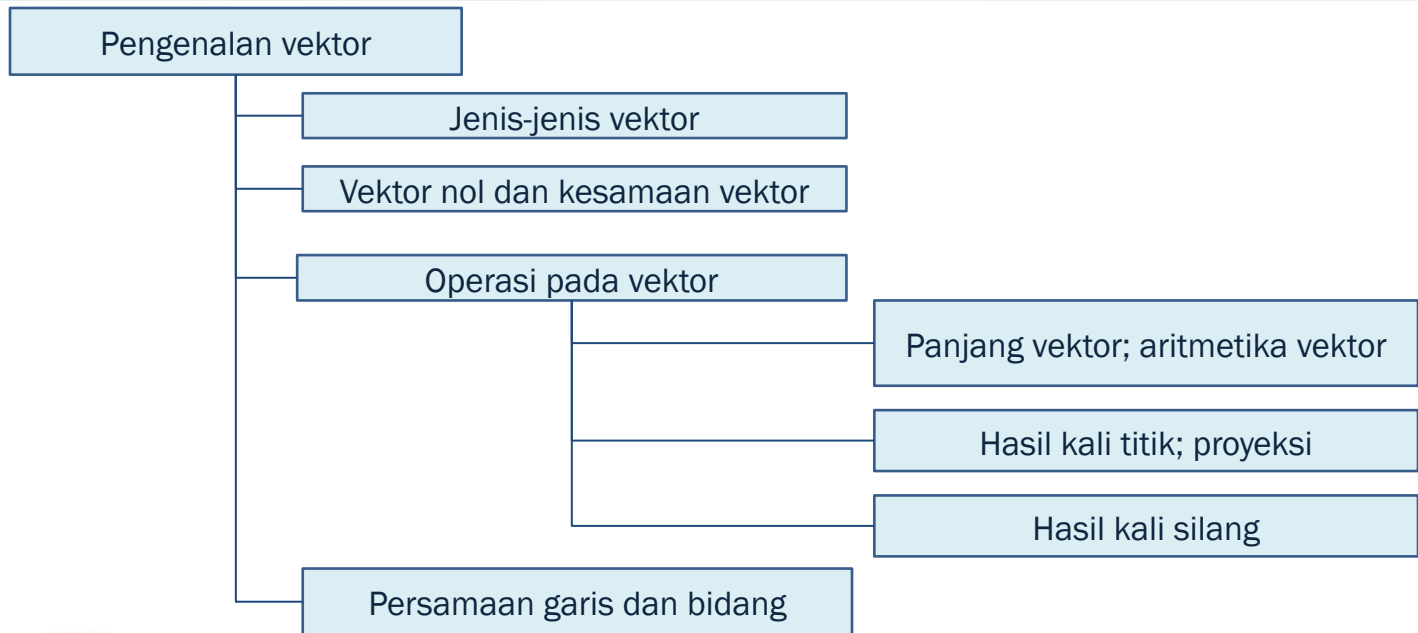 Pengenalan vektor
Jenis-jenis vektor
Vektor nol dan kesamaan vektor
Operasi pada vektor
Panjang vektor; aritmetika vektor
Hasil kali titik; proyeksi
Hasil kali silang
Persamaan garis dan bidang